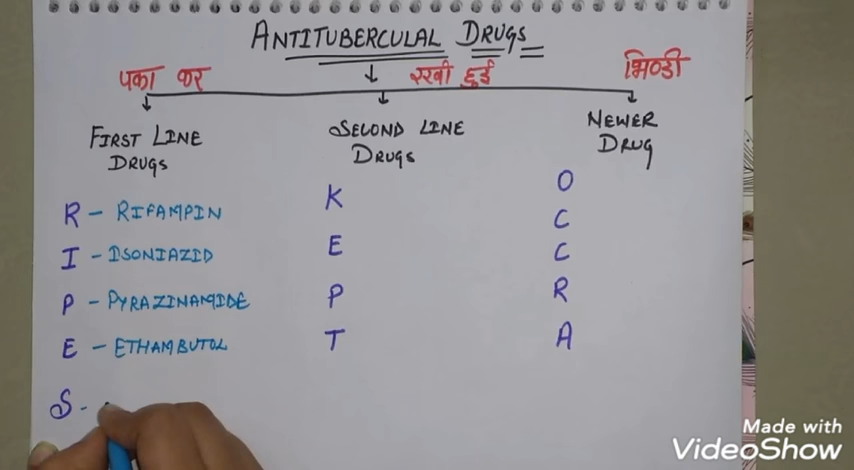 ANTITUBERCULAL DRUGS
पका कर रखी हुई भिण्डी
FIRST LINE DRUGS
SECOND LINE DRUGS
NEWER DRUG
R - RIFAMPIN
I - ISONIAZID
P - PYRAZINAMIDE
E - ETHAMBUTOL
S -
K
E
P
T
O
C
C
R
A
Made with
VideoShow